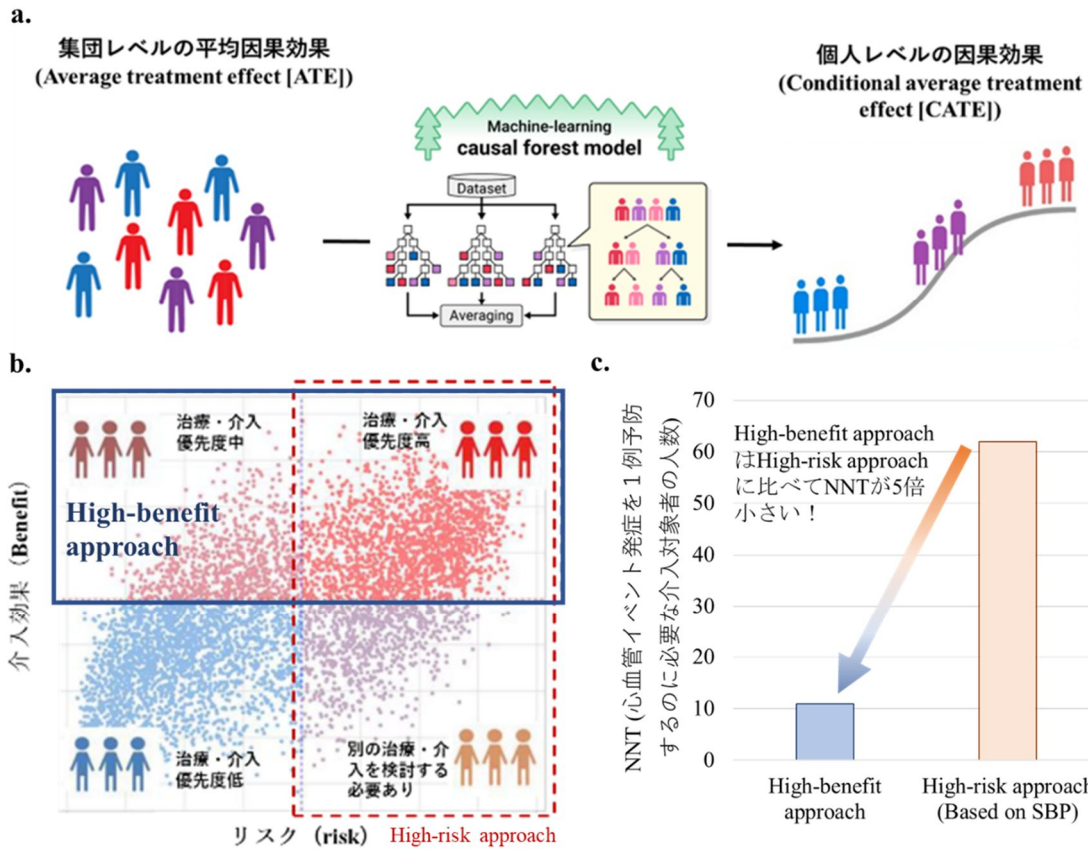 a.
集団レベルの平均因果効果
(Average treatment effect [ATE])
Machine-learning
causal forest model
Dataset
Averaging
個人レベルの因果効果
(Conditional average treatment
effect [CATE])
b.
治療・介入
優先度中
治療・介入
優先度高
High-benefit
approach
治療・介入
優先度低
別の治療・介
入を検討する
必要あり
介入効果（Benefit）
リスク（risk）
High-risk approach
c.
NNT (心血管イベント発症を１例予防
するのに必要な介入対象者の人数)
70
60
50
40
30
20
10
0
High-benefit approach
はHigh-risk approach
に比べてNNTが5倍
小さい！
High-benefit
approach
High-risk approach
(Based on SBP)